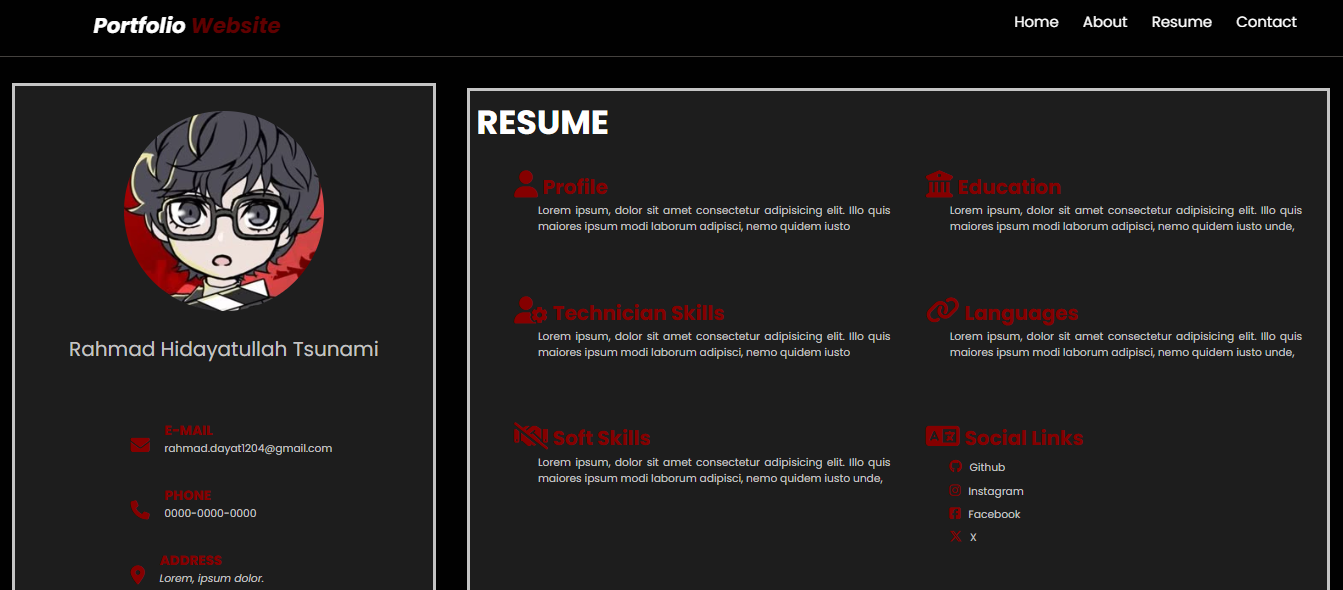 Portfolio Website
Home About Resume Contact
Rahmad Hidayatullah Tsunami
E-MAIL
rahmad.dayat1204@gmail.com
PHONE
0000-0000-0000
ADDRESS
Lorem, ipsum dolor.
RESUME
Profile
Lorem ipsum, dolor sit amet consectetur adipisicing elit. Illo quis
maiores ipsum modi laborum adipisci, nemo quidem iusto
Education
Lorem ipsum, dolor sit amet consectetur adipisicing elit. Illo quis
maiores ipsum modi laborum adipisci, nemo quidem iusto unde,
Technician Skills
Lorem ipsum, dolor sit amet consectetur adipisicing elit. Illo quis
maiores ipsum modi laborum adipisci, nemo quidem iusto
Languages
Lorem ipsum, dolor sit amet consectetur adipisicing elit. Illo quis
maiores ipsum modi laborum adipisci, nemo quidem iusto unde,
Soft Skills
Lorem ipsum, dolor sit amet consectetur adipisicing elit. Illo quis
maiores ipsum modi laborum adipisci, nemo quidem iusto unde,
Social Links
Github
Instagram
Facebook
X